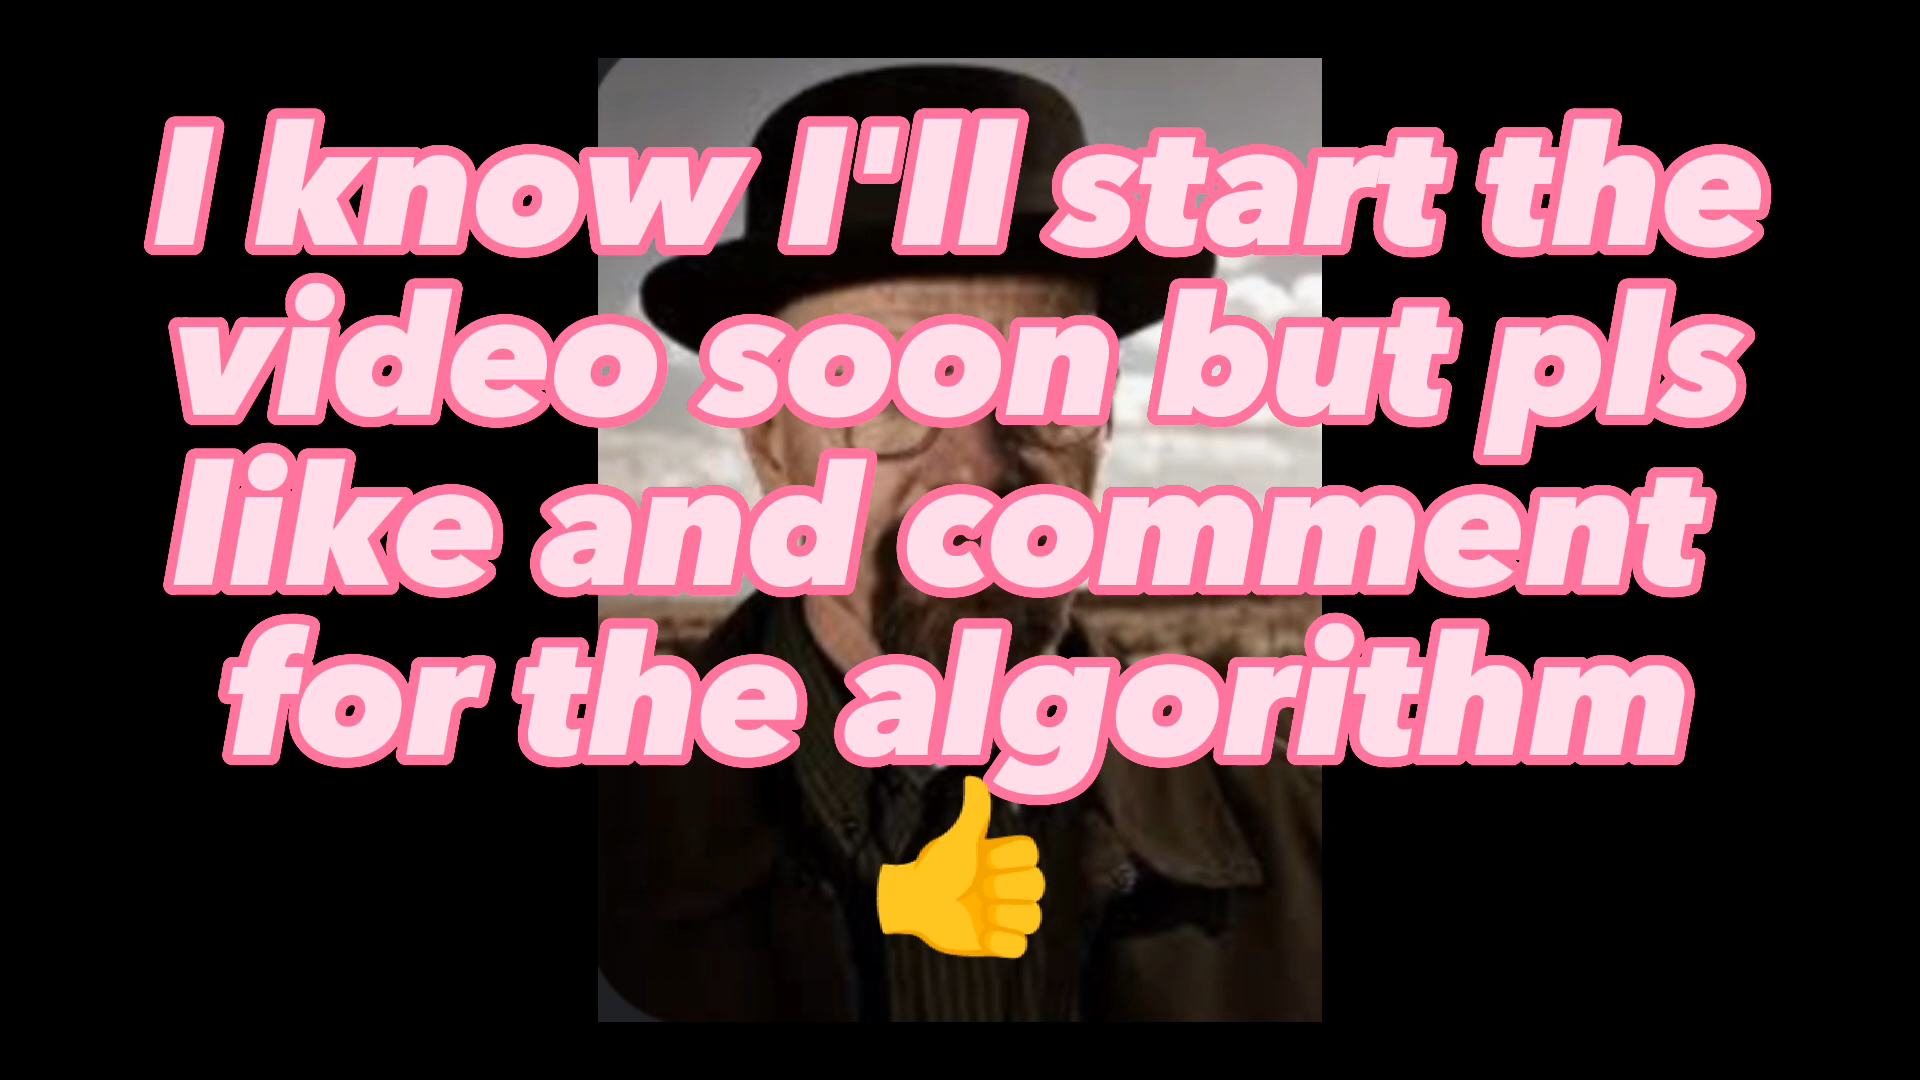 I know I'll start the
video soon but pls
like and comment
for the algorithm
👍